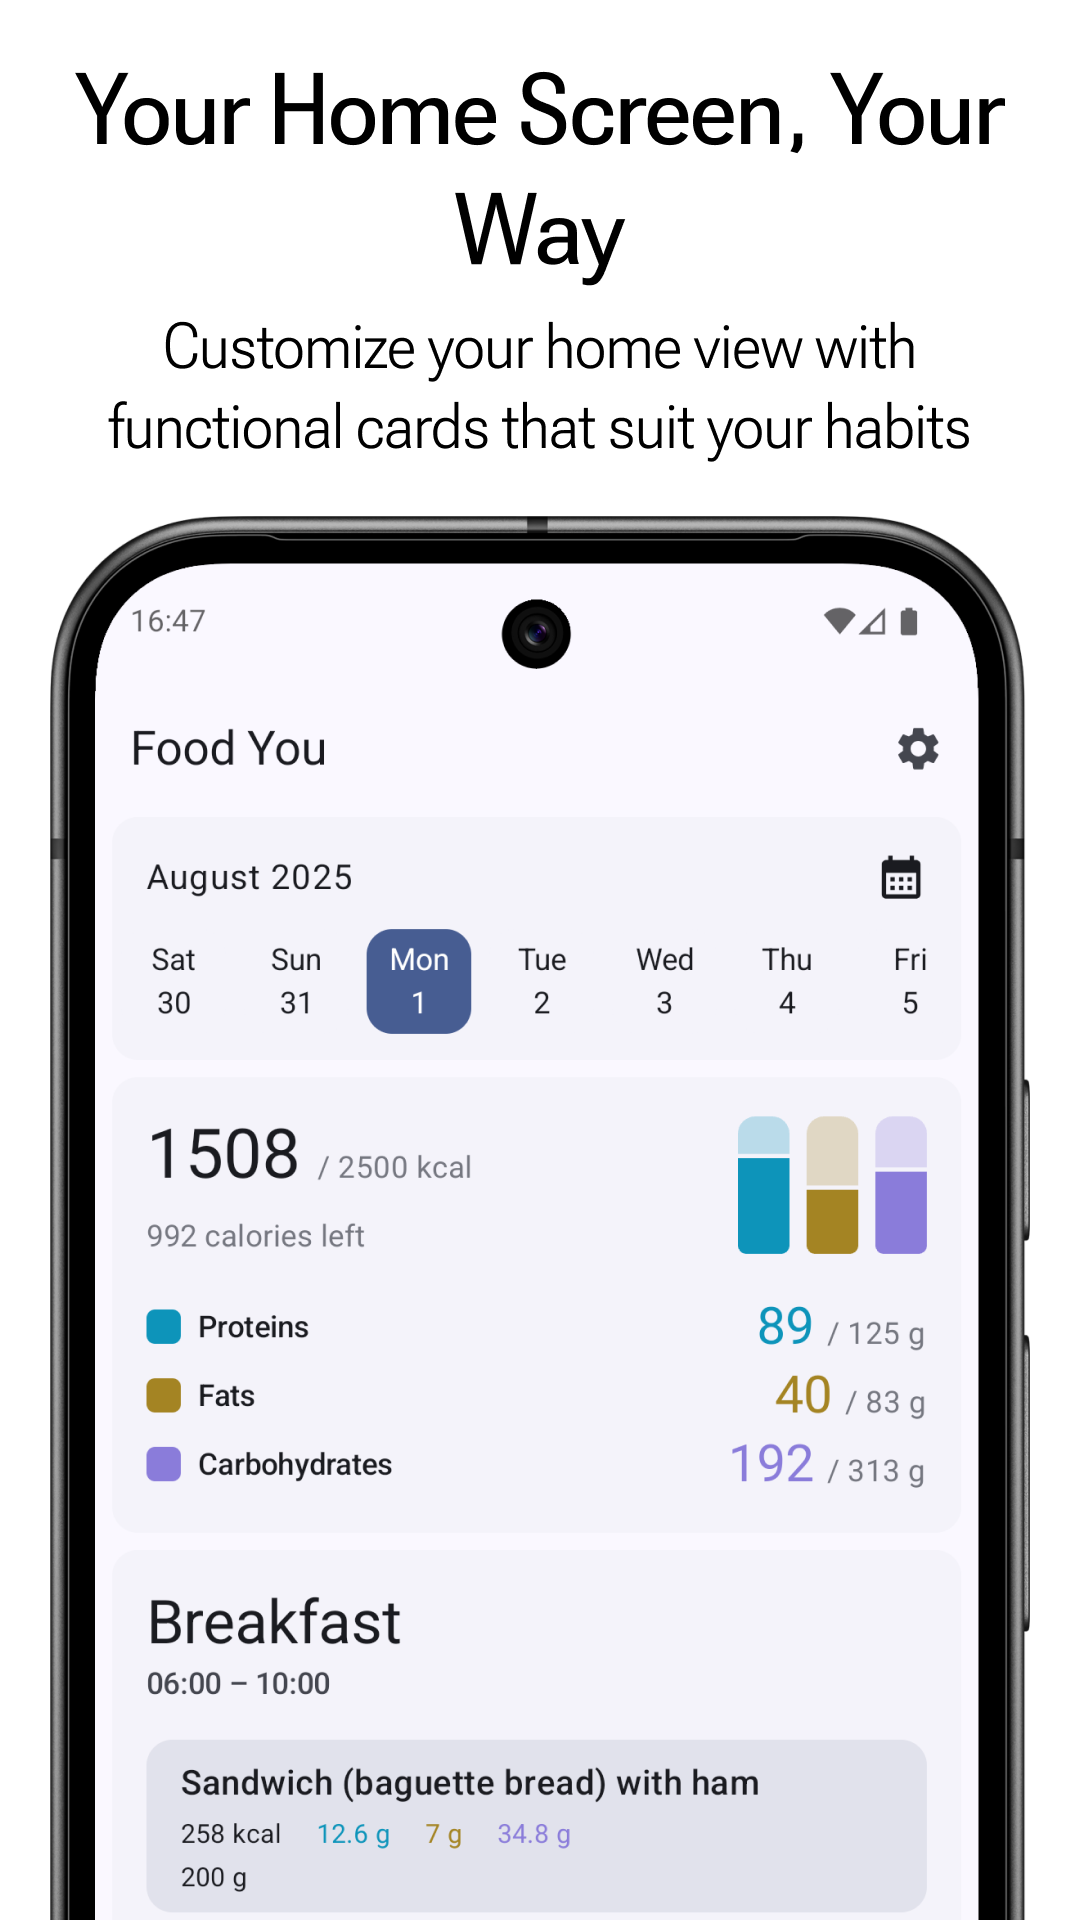 Your Home Screen, Your
Way
Customize your home view with
functional cards that suit your habits
16:47
Food You
August 2025
Sat Sun Mon Tue Wed Thu Fri
30 31 1 2 3 4 5
1508 / 2500 kcal
992 calories left
Proteins 89 / 125 g
Fats 40 / 83 g
Carbohydrates 192 / 313 g
Breakfast
06:00 – 10:00
Sandwich (baguette bread) with ham
258 kcal 12.6 g 7 g 34.8 g
200 g